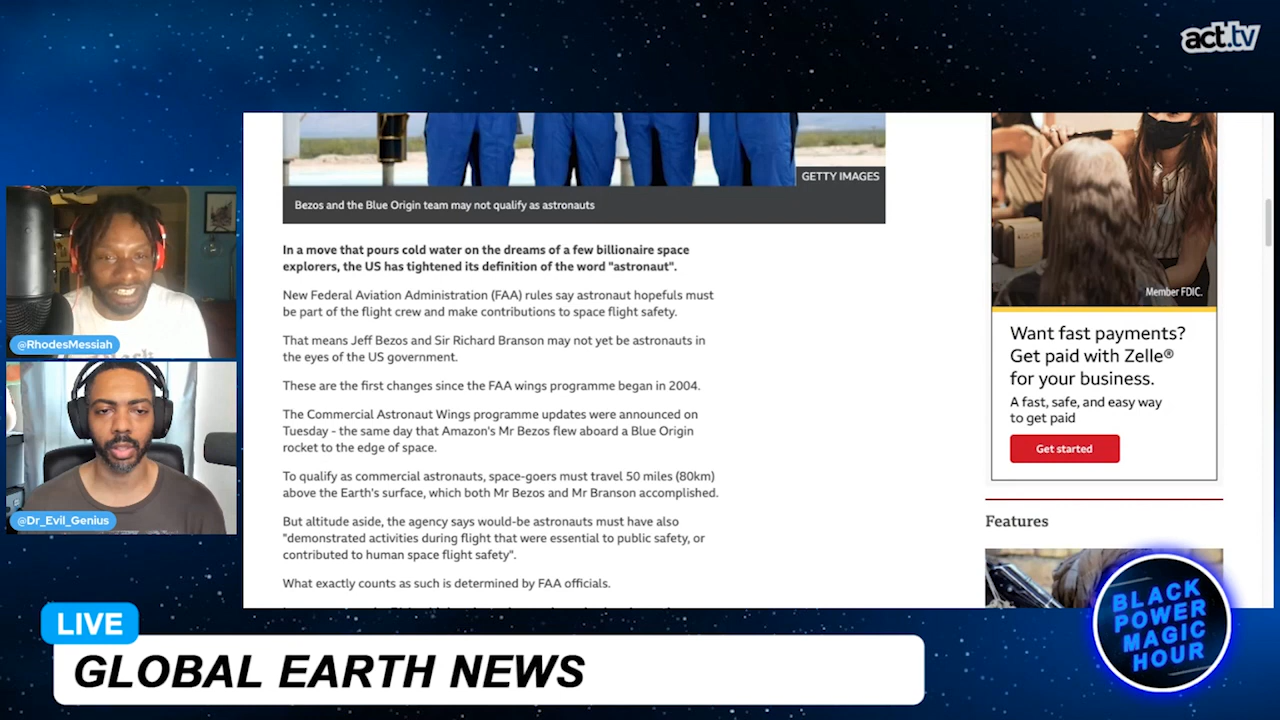 act.tv
GETTY IMAGES
Bezos and the Blue Origin team may not qualify as astronauts
In a move that pours cold water on the dreams of a few billionaire space
explorers, the US has tightened its definition of the word "astronaut".
New Federal Aviation Administration (FAA) rules say astronaut hopefuls must
be part of the flight crew and make contributions to space flight safety.
That means Jeff Bezos and Sir Richard Branson may not yet be astronauts in
the eyes of the US government.
These are the first changes since the FAA wings programme began in 2004.
The Commercial Astronaut Wings programme updates were announced on
Tuesday - the same day that Amazon's Mr Bezos flew aboard a Blue Origin
rocket to the edge of space.
To qualify as commercial astronauts, space-goers must travel 50 miles (80km)
above the Earth's surface, which both Mr Bezos and Mr Branson accomplished.
But altitude aside, the agency says would-be astronauts must have also
"demonstrated activities during flight that were essential to public safety, or
contributed to human space flight safety".
What exactly counts as such is determined by FAA officials.
Member FDIC.
Want fast payments?
Get paid with Zelle®
for your business.
A fast, safe, and easy way
to get paid
Get started
Features
@RhodesMessiah
@Dr_Evil_Genius
LIVE
GLOBAL EARTH NEWS
BLACK
POWER
MAGIC
HOUR